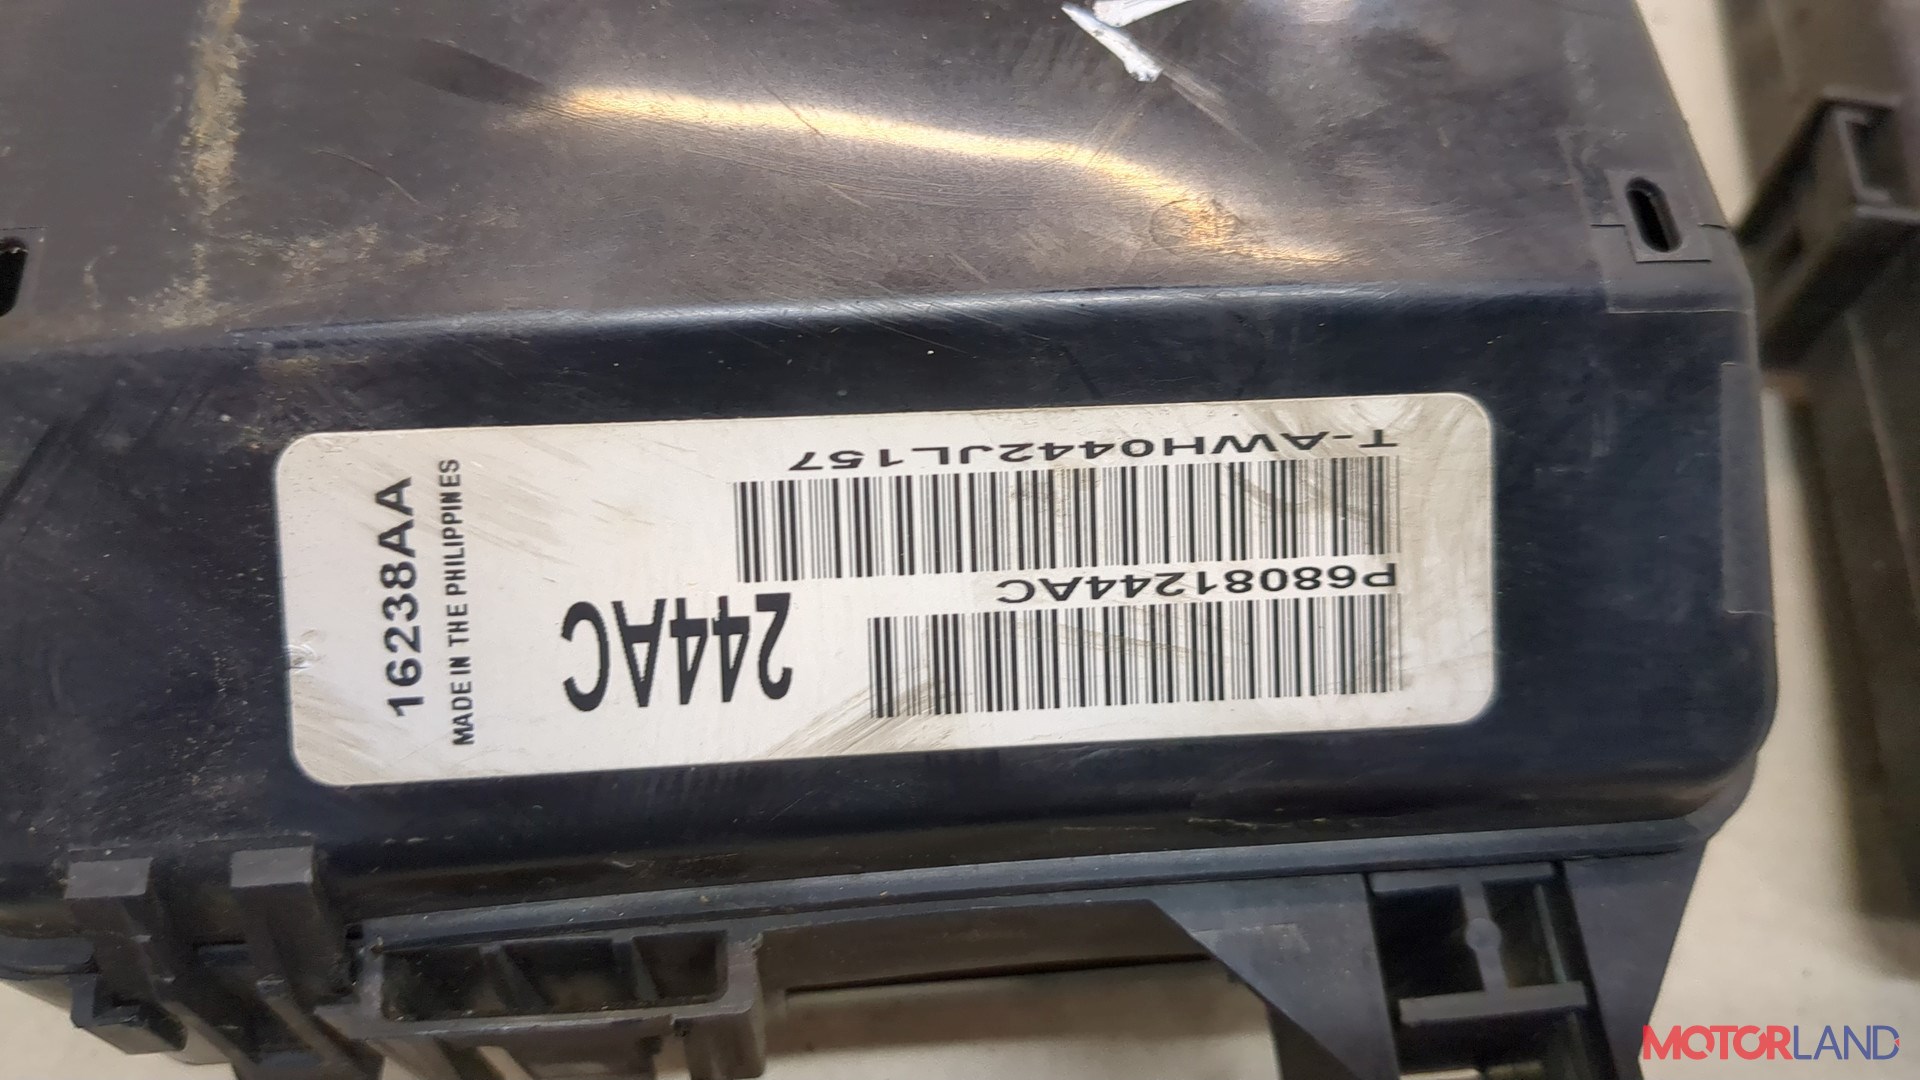 T-AWH0442JL157
P68081244AC
244AC
16238AA
MADE IN THE PHILIPPINES
MOTORLAND